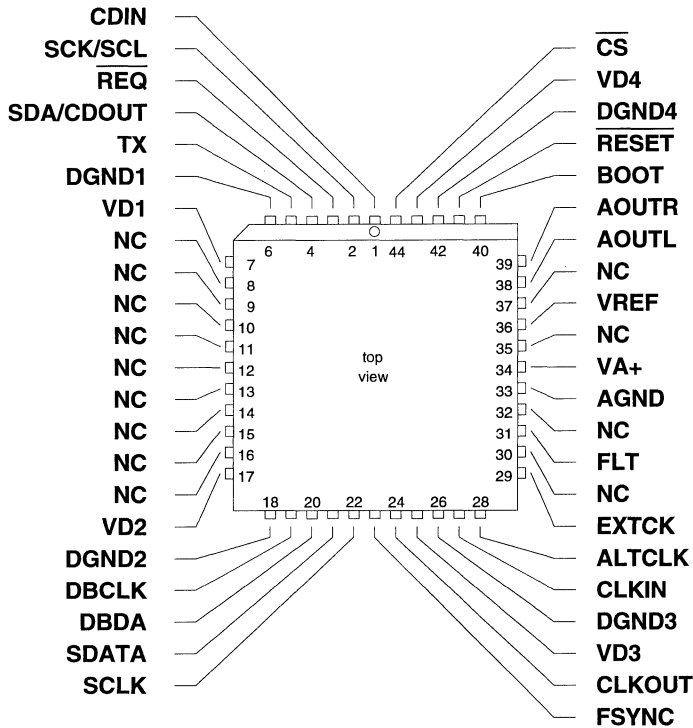 CDIN
SCK/SCL
REQ
SDA/CDOUT
TX
DGND1
VD1
NC
NC
NC
NC
NC
NC
NC
NC
NC
VD2
DGND2
DBCLK
DBDA
SDATA
SCLK
CS
VD4
DGND4
RESET
BOOT
AOUTR
AOUTL
NC
VREF
NC
VA+
AGND
NC
FLT
NC
EXTCK
ALTCLK
CLKIN
DGND3
VD3
CLKOUT
FSYNC
6 4 2 1 44 42 40
7
8
9
10
11
12
13
14
15
16
17
39
38
37
36
35
34
33
32
31
30
29
top
view
18 20 22 24 26 28